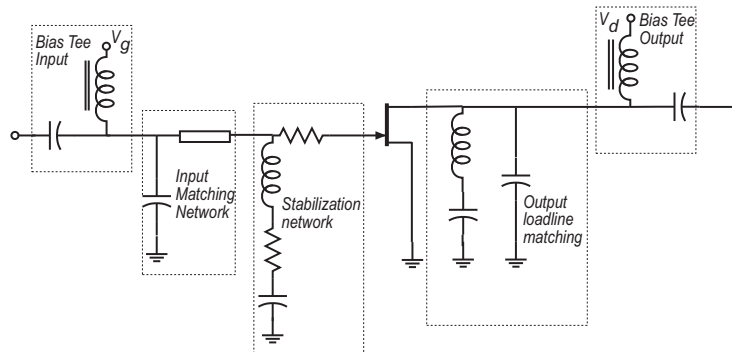 Bias Tee
Input
Vg
Input
Matching
Network
Stabilization
network
Output
loadline
matching
Vd
Bias Tee
Output